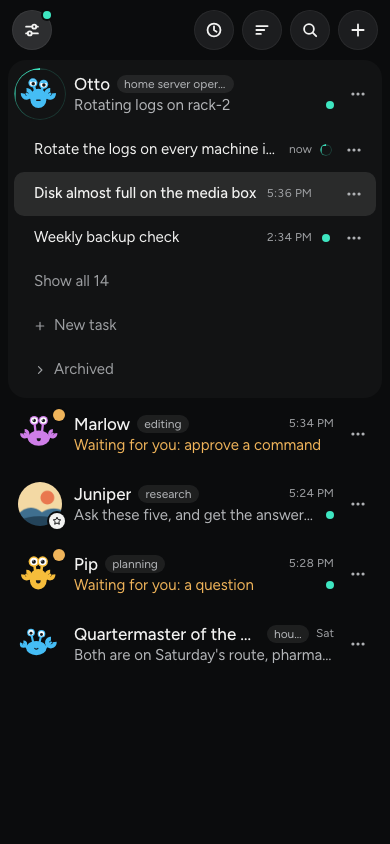 Otto home server oper...
Rotating logs on rack-2
Rotate the logs on every machine i... now
Disk almost full on the media box 5:36 PM
Weekly backup check 2:34 PM
Show all 14
+ New task
> Archived
Marlow editing 5:34 PM
Waiting for you: approve a command
Juniper research 5:24 PM
Ask these five, and get the answer...
Pip planning 5:28 PM
Waiting for you: a question
Quartermaster of the ... hou... Sat
Both are on Saturday's route, pharma...